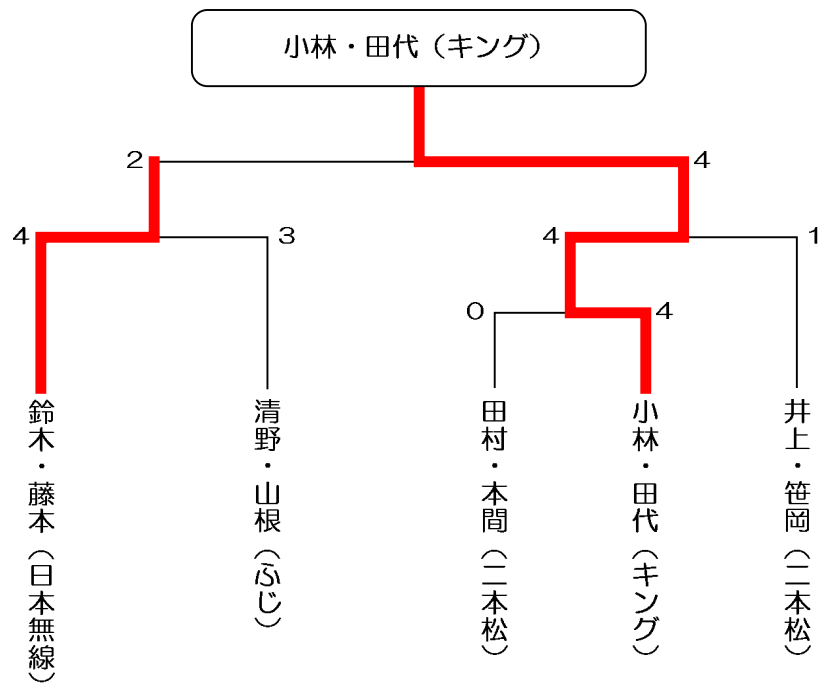 小林・田代（キング）
2
4
4
3
4
1
0
4
鈴木・藤本（日本無線）
清野・山根（ふじ）
田村・本間（二本松）
小林・田代（キング）
井上・笹岡（二本松）